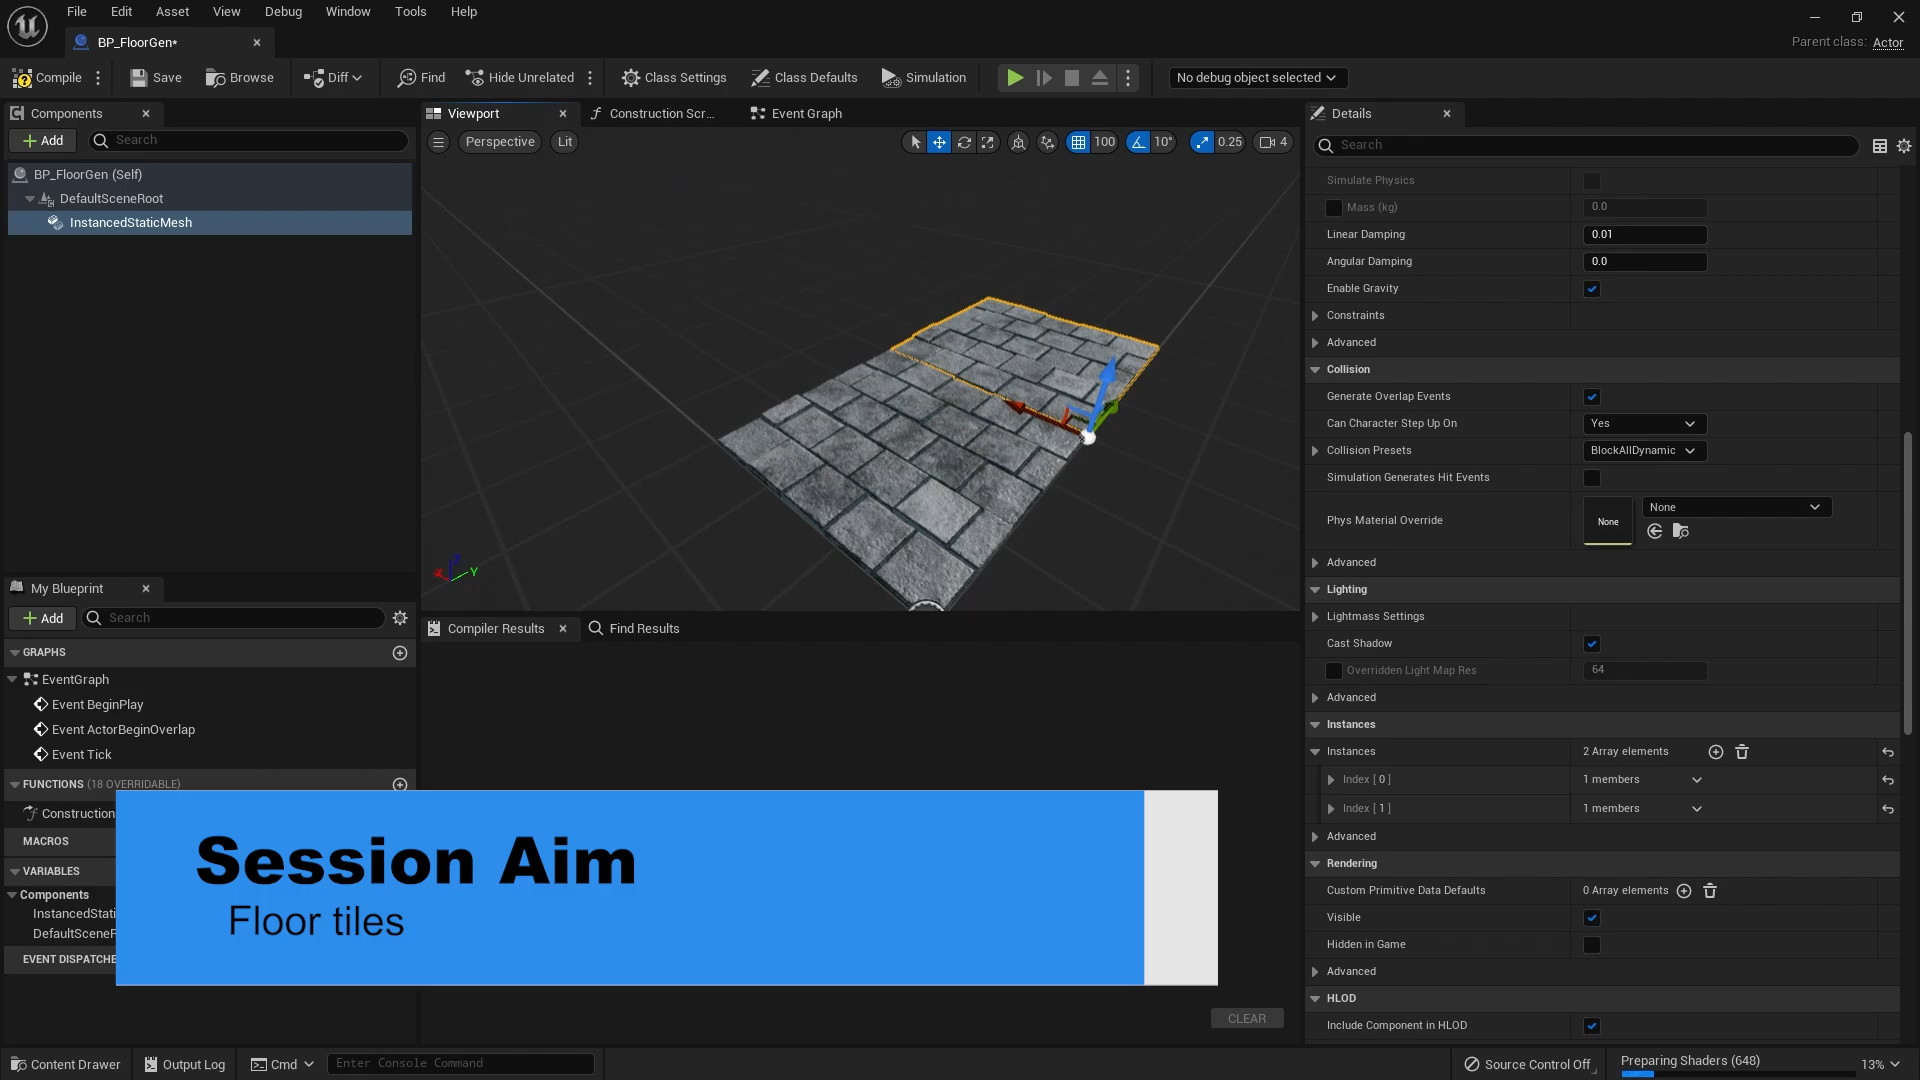 File Edit Asset View Debug Window Tools Help
BP_FloorGen*
Parent class: Actor
Compile Save Browse Diff Find Hide Unrelated Class Settings Class Defaults Simulation No debug object selected
Components
Add Search
BP_FloorGen (Self)
DefaultSceneRoot
InstancedStaticMesh
My Blueprint
Add Search
GRAPHS
EventGraph
Event BeginPlay
Event ActorBeginOverlap
Event Tick
FUNCTIONS (18 OVERRIDABLE)
Construction
MACROS
VARIABLES
Components
InstancedStati
DefaultSceneR
EVENT DISPATCHE
Viewport Construction Scr... Event Graph
Perspective Lit 100 10° 0.25 4
X Z Y
Compiler Results Find Results
Session Aim
Floor tiles
CLEAR
Details
Search
Simulate Physics
Mass (kg) 0.0
Linear Damping 0.01
Angular Damping 0.0
Enable Gravity
Constraints
Advanced
Collision
Generate Overlap Events
Can Character Step Up On Yes
Collision Presets BlockAllDynamic
Simulation Generates Hit Events
Phys Material Override None None
Advanced
Lighting
Lightmass Settings
Cast Shadow
Overridden Light Map Res 64
Advanced
Instances
Instances 2 Array elements
Index [ 0 ] 1 members
Index [ 1 ] 1 members
Advanced
Rendering
Custom Primitive Data Defaults 0 Array elements
Visible
Hidden in Game
Advanced
HLOD
Include Component in HLOD
Content Drawer Output Log Cmd Enter Console Command Source Control Off Preparing Shaders (648) 13%